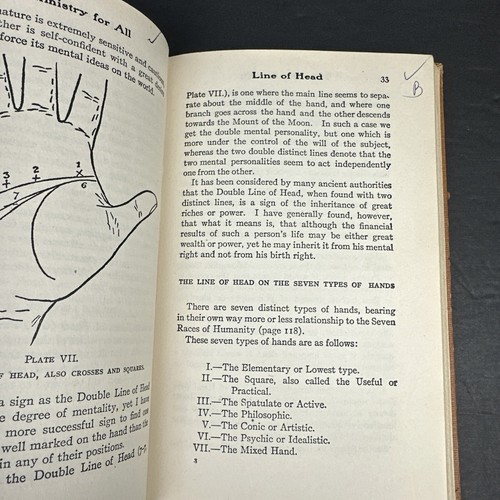 mistry for All
nature is extremely sensitive and cautious
ther is self-confident with a great
force its mental ideas on the world.
3 2 1
+ + x
7 6
PLATE VII.
OF HEAD, ALSO CROSSES AND SQUARES.
a sign as the Double Line of Head
e degree of mentality, yet I have
more successful sign to find one
well marked on the hand than the
in any of their positions.
the Double Line of Head
Line of Head 33
B
Plate VII.), is one where the main line seems to sepa-
rate about the middle of the hand, and where one
branch goes across the hand and the other descends
towards the Mount of the Moon. In such a case we
get the double mental personality, but one which is
more under the control of the will of the subject,
whereas the two double distinct lines denote that the
two mental personalities seem to act independently
one from the other.
It has been considered by many ancient authorities
that the Double Line of Head, when found with two
distinct lines, is a sign of the inheritance of great
riches or power. I have generally found, however,
that what it means is, that although the financial
results of such a person's life may be either great
wealth or power, yet he may inherit it from his mental
right and not from his birth right.
THE LINE OF HEAD ON THE SEVEN TYPES OF HANDS
There are seven distinct types of hands, bearing
in their own way more or less relationship to the Seven
Races of Humanity (page 118).
These seven types of hands are as follows:
I.—The Elementary or Lowest type.
II.—The Square, also called the Useful or
Practical.
III.—The Spatulate or Active.
IV.—The Philosophic.
V.—The Conic or Artistic.
VI.—The Psychic or Idealistic.
VII.—The Mixed Hand.
3